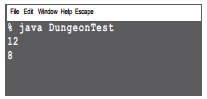 File Edit Window Help Escape
% java DungeonTest
12
8